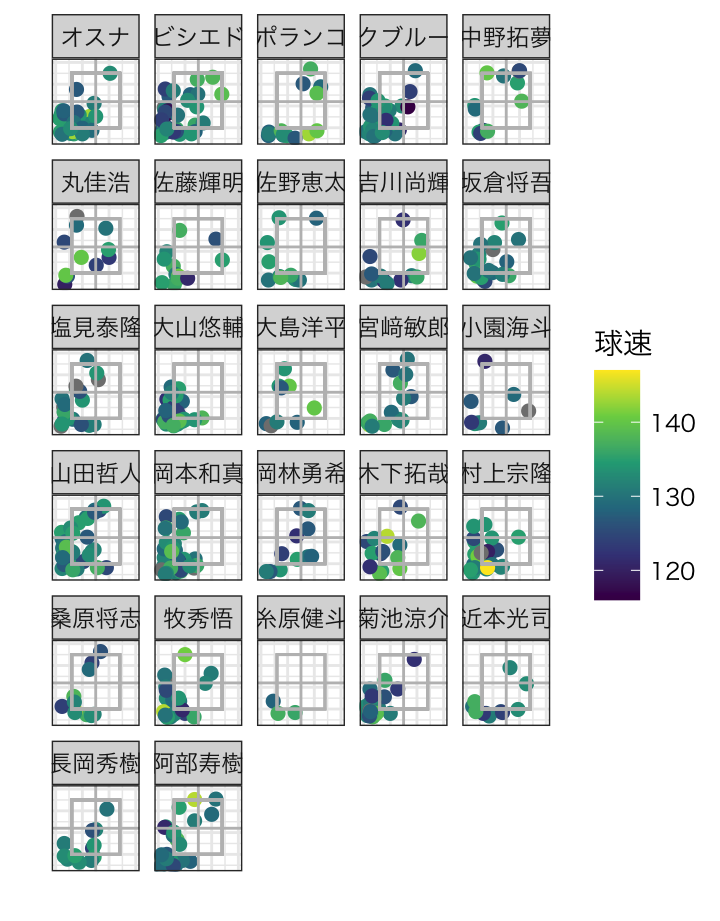 オスナ
ビシエド
ポランコ
クブルー
中野拓夢
丸佳浩
佐藤輝明
佐野恵太
吉川尚輝
坂倉将吾
塩見泰隆
大山悠輔
大島洋平
宮﨑敏郎
小園海斗
山田哲人
岡本和真
岡林勇希
木下拓哉
村上宗隆
桑原将志
牧秀悟
糸原健斗
菊池涼介
近本光司
長岡秀樹
阿部寿樹
球速
140
130
120